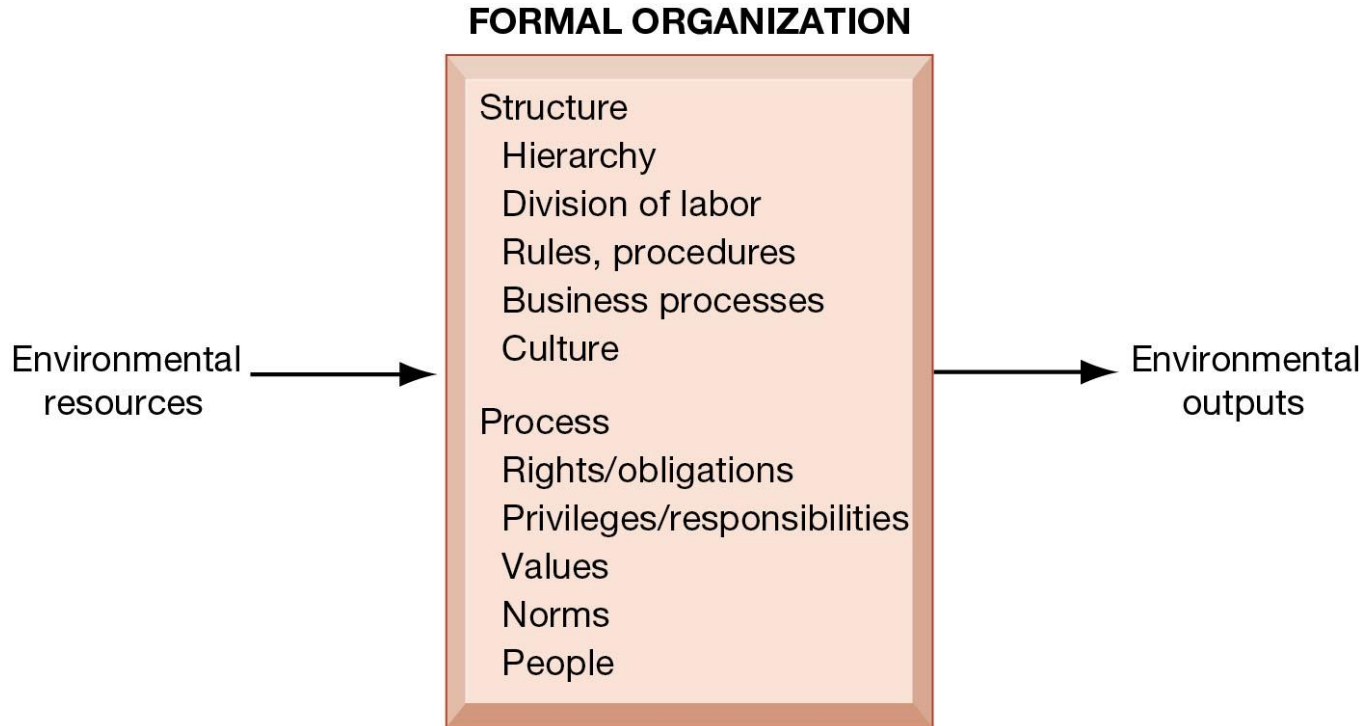 FORMAL ORGANIZATION
Structure
Hierarchy
Division of labor
Rules, procedures
Business processes
Culture
Environmental
resources
Environmental
outputs
Process
Rights/obligations
Privileges/responsibilities
Values
Norms
People